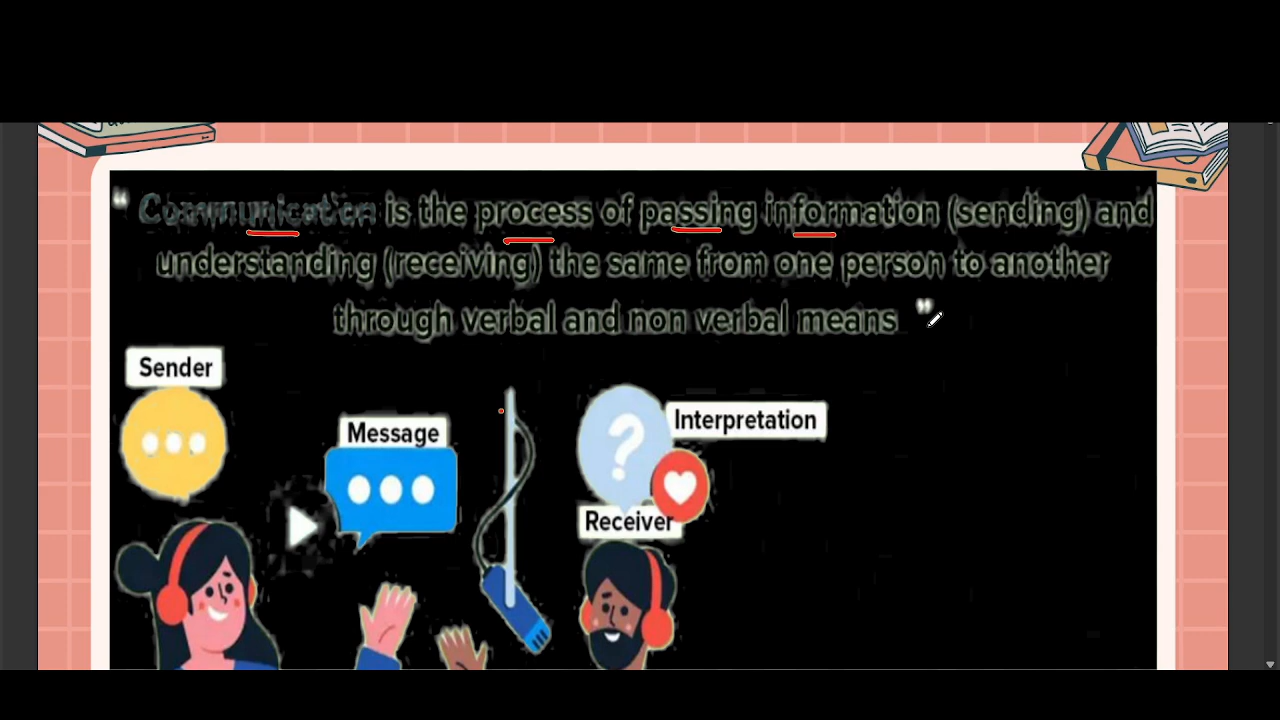 “ Communication is the process of passing information (sending) and
understanding (receiving) the same from one person to another
through verbal and non verbal means ”
Sender
Message
Interpretation
Receiver